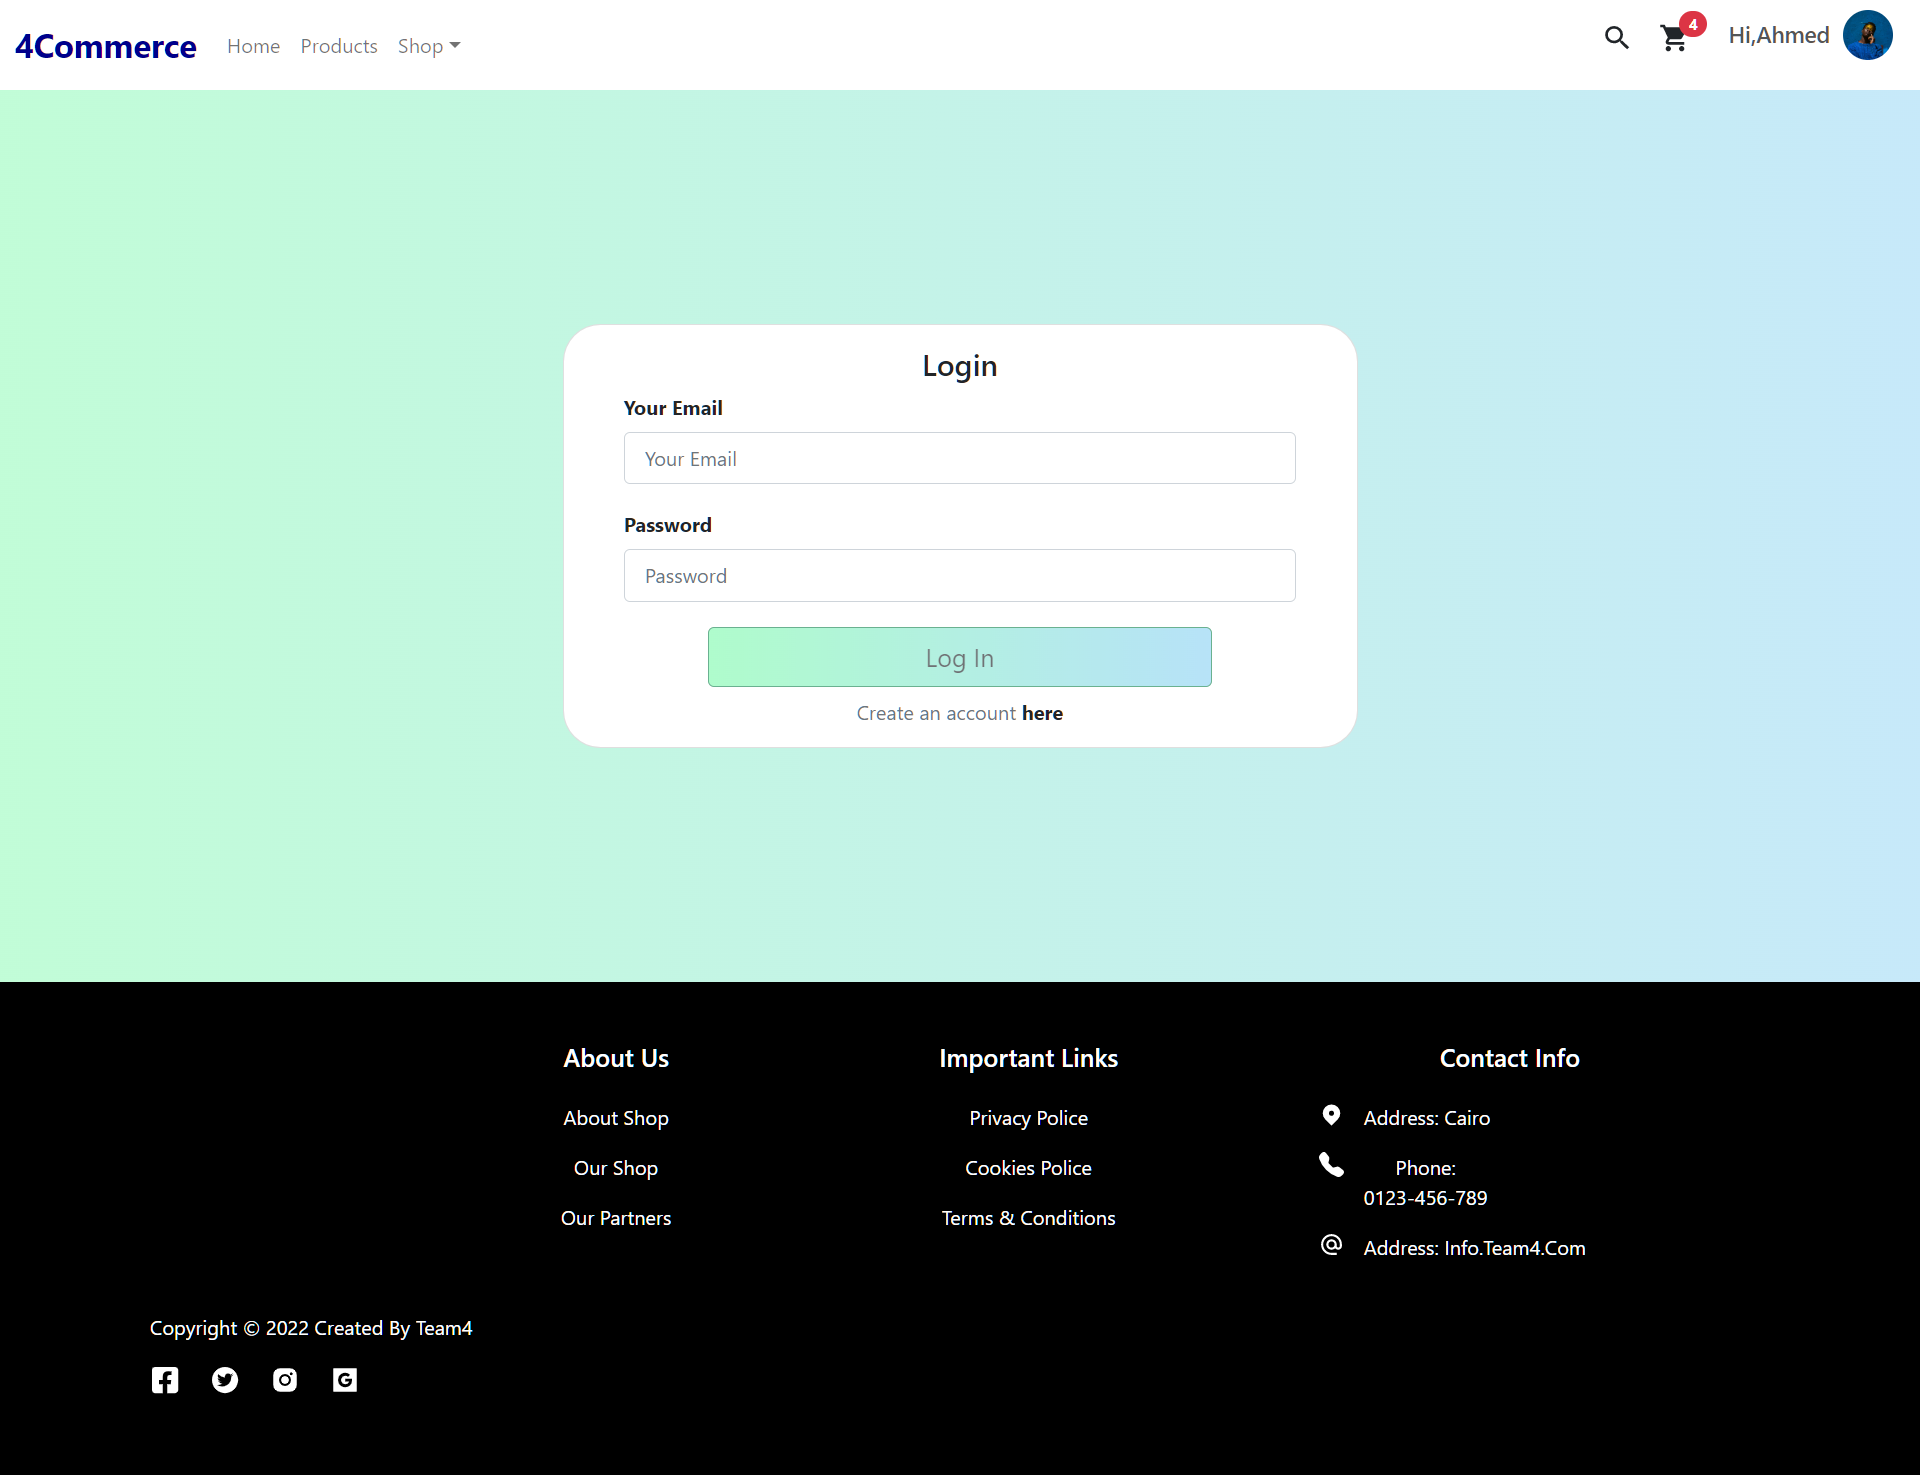 4Commerce
Home
Products
Shop
4
Hi,Ahmed
Login
Your Email
Your Email
Password
Password
Log In
Create an account here
About Us
About Shop
Our Shop
Our Partners
Important Links
Privacy Police
Cookies Police
Terms & Conditions
Contact Info
Address: Cairo
Phone:
0123-456-789
Address: Info.Team4.Com
Copyright © 2022 Created By Team4